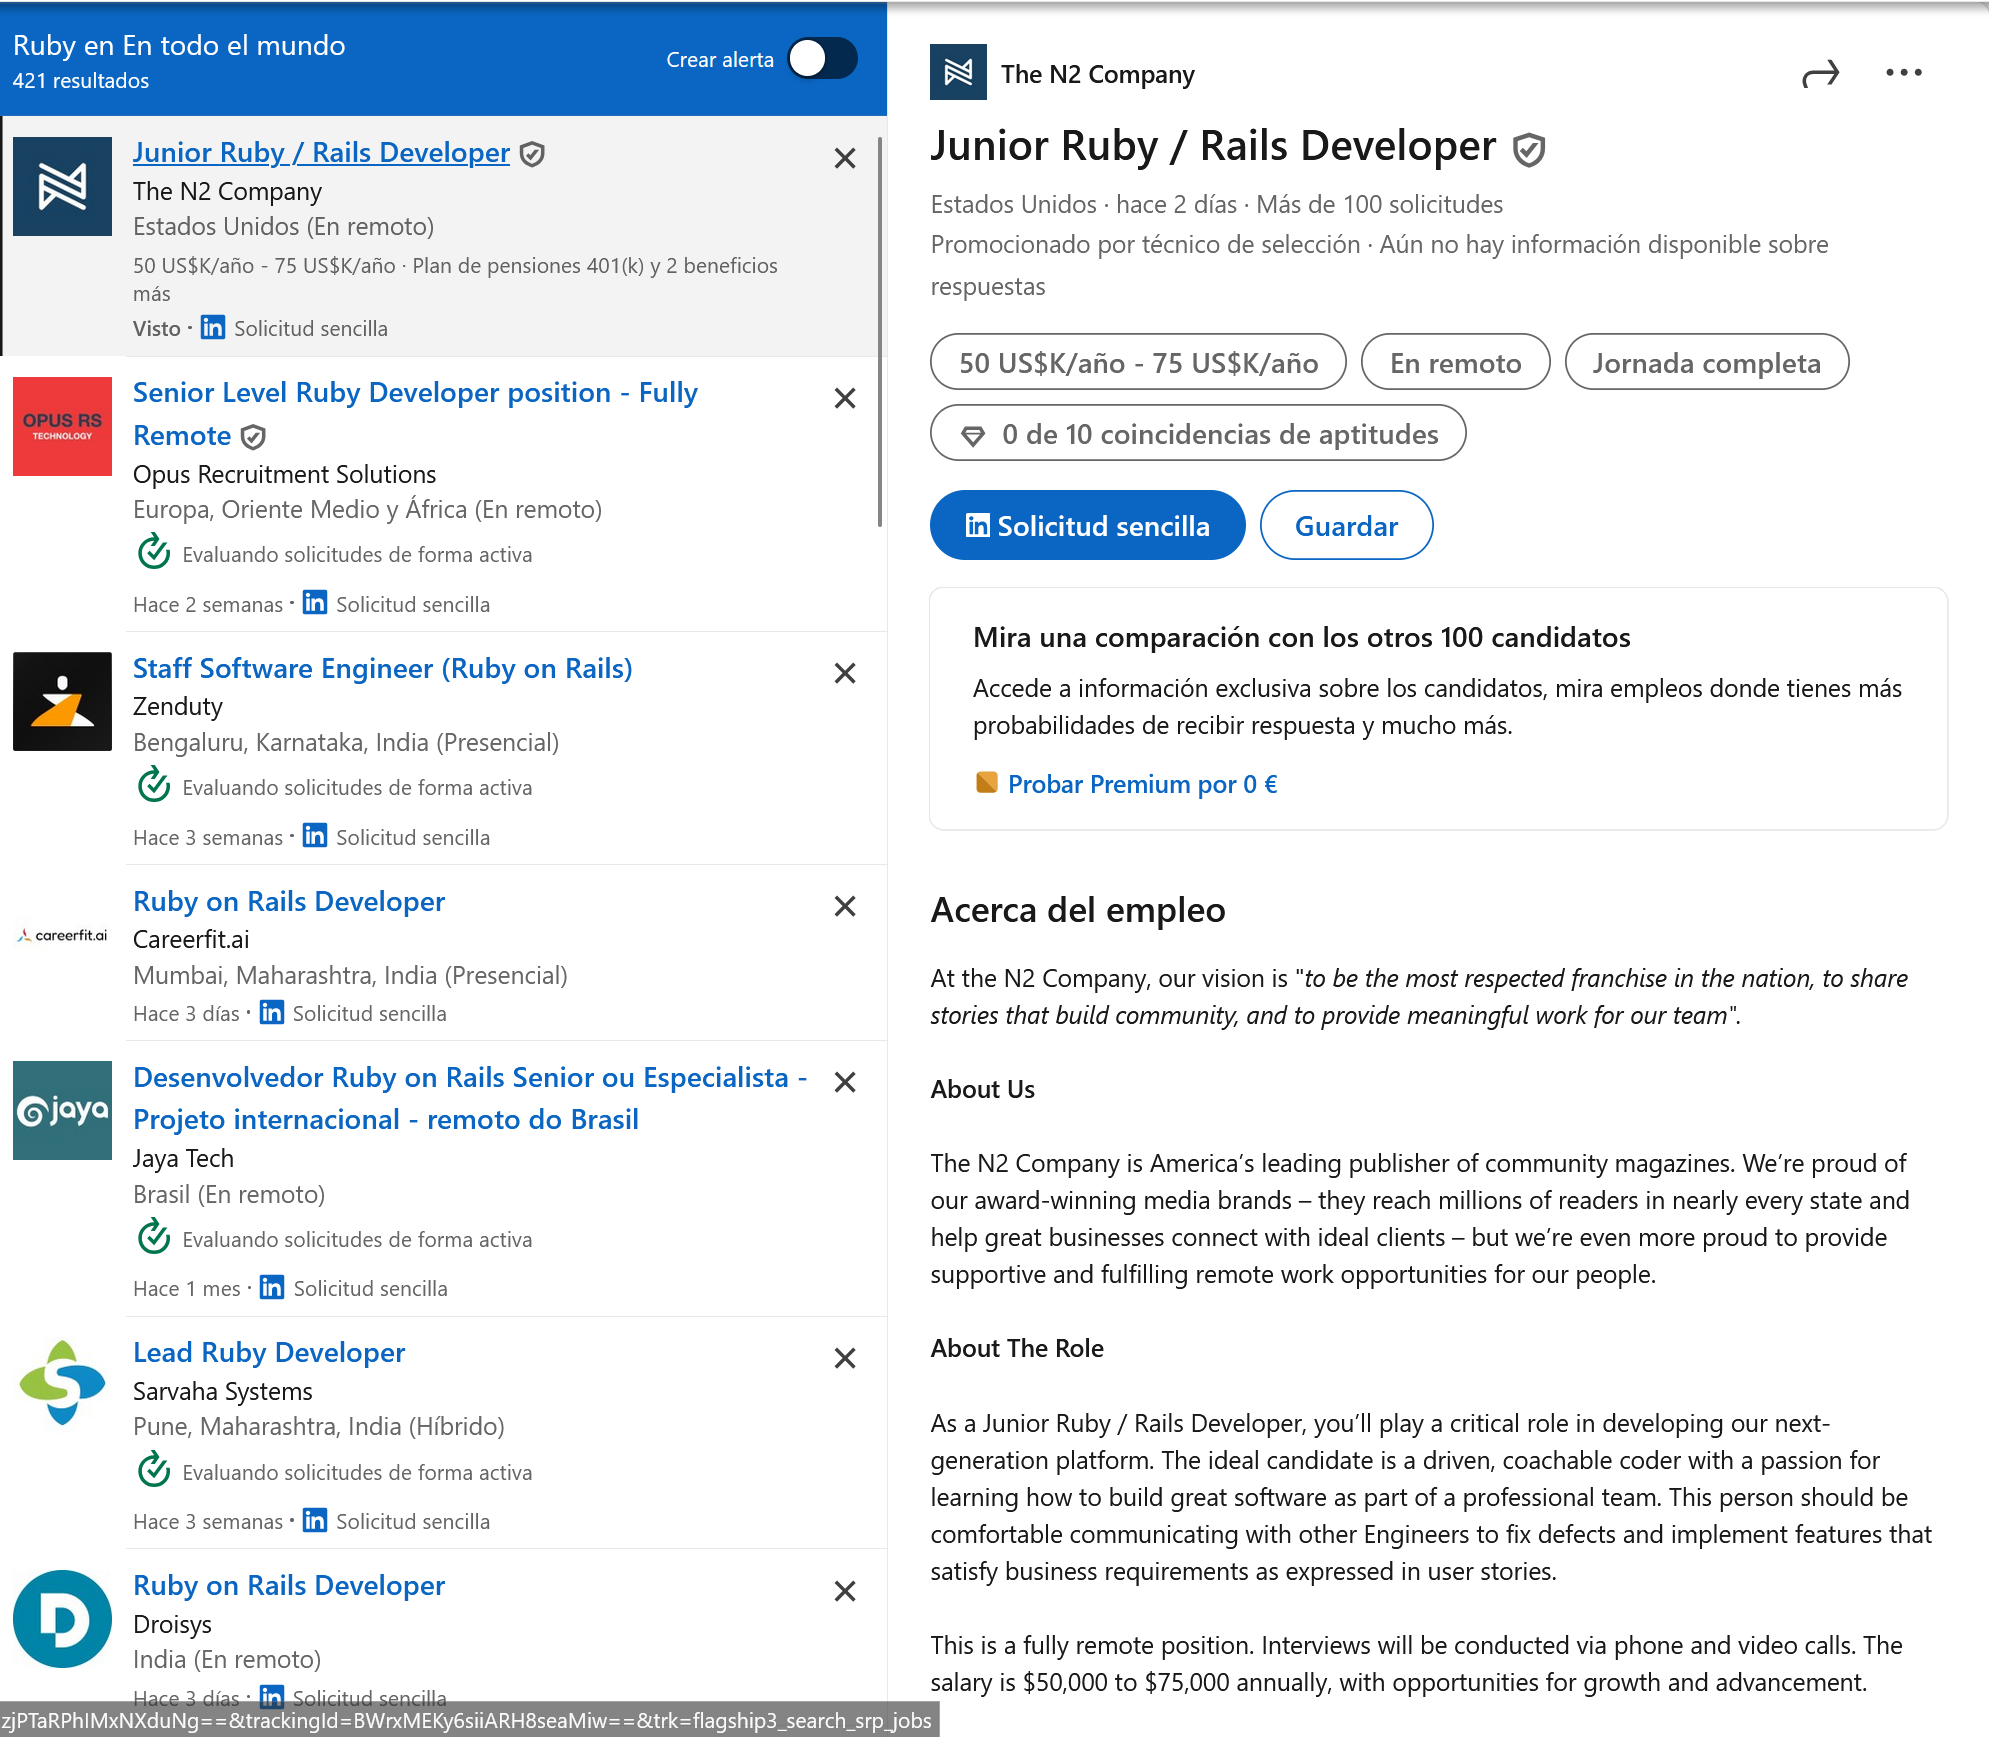 Ruby en En todo el mundo
421 resultados
Crear alerta
Junior Ruby / Rails Developer
The N2 Company
Estados Unidos (En remoto)
50 US$K/año - 75 US$K/año · Plan de pensiones 401(k) y 2 beneficios
más
Visto · in Solicitud sencilla
OPUS RS
TECHNOLOGY
Senior Level Ruby Developer position - Fully
Remote
Opus Recruitment Solutions
Europa, Oriente Medio y África (En remoto)
Evaluando solicitudes de forma activa
Hace 2 semanas · in Solicitud sencilla
Staff Software Engineer (Ruby on Rails)
Zenduty
Bengaluru, Karnataka, India (Presencial)
Evaluando solicitudes de forma activa
Hace 3 semanas · in Solicitud sencilla
careerfit.ai
Ruby on Rails Developer
Careerfit.ai
Mumbai, Maharashtra, India (Presencial)
Hace 3 días · in Solicitud sencilla
jaya
Desenvolvedor Ruby on Rails Senior ou Especialista -
Projeto internacional - remoto do Brasil
Jaya Tech
Brasil (En remoto)
Evaluando solicitudes de forma activa
Hace 1 mes · in Solicitud sencilla
Lead Ruby Developer
Sarvaha Systems
Pune, Maharashtra, India (Híbrido)
Evaluando solicitudes de forma activa
Hace 3 semanas · in Solicitud sencilla
D
Ruby on Rails Developer
Droisys
India (En remoto)
Hace 3 días · in Solicitud sencilla
zjPTaRPhIMxNXduNg==&trackingId=BWrxMEKy6siiARH8seaMiw==&trk=flagship3_search_srp_jobs
The N2 Company
Junior Ruby / Rails Developer
Estados Unidos · hace 2 días · Más de 100 solicitudes
Promocionado por técnico de selección · Aún no hay información disponible sobre
respuestas
50 US$K/año - 75 US$K/año
En remoto
Jornada completa
0 de 10 coincidencias de aptitudes
in Solicitud sencilla
Guardar
Mira una comparación con los otros 100 candidatos
Accede a información exclusiva sobre los candidatos, mira empleos donde tienes más
probabilidades de recibir respuesta y mucho más.
Probar Premium por 0 €
Acerca del empleo
At the N2 Company, our vision is "to be the most respected franchise in the nation, to share
stories that build community, and to provide meaningful work for our team".
About Us
The N2 Company is America’s leading publisher of community magazines. We’re proud of
our award-winning media brands – they reach millions of readers in nearly every state and
help great businesses connect with ideal clients – but we’re even more proud to provide
supportive and fulfilling remote work opportunities for our people.
About The Role
As a Junior Ruby / Rails Developer, you’ll play a critical role in developing our next-
generation platform. The ideal candidate is a driven, coachable coder with a passion for
learning how to build great software as part of a professional team. This person should be
comfortable communicating with other Engineers to fix defects and implement features that
satisfy business requirements as expressed in user stories.
This is a fully remote position. Interviews will be conducted via phone and video calls. The
salary is $50,000 to $75,000 annually, with opportunities for growth and advancement.